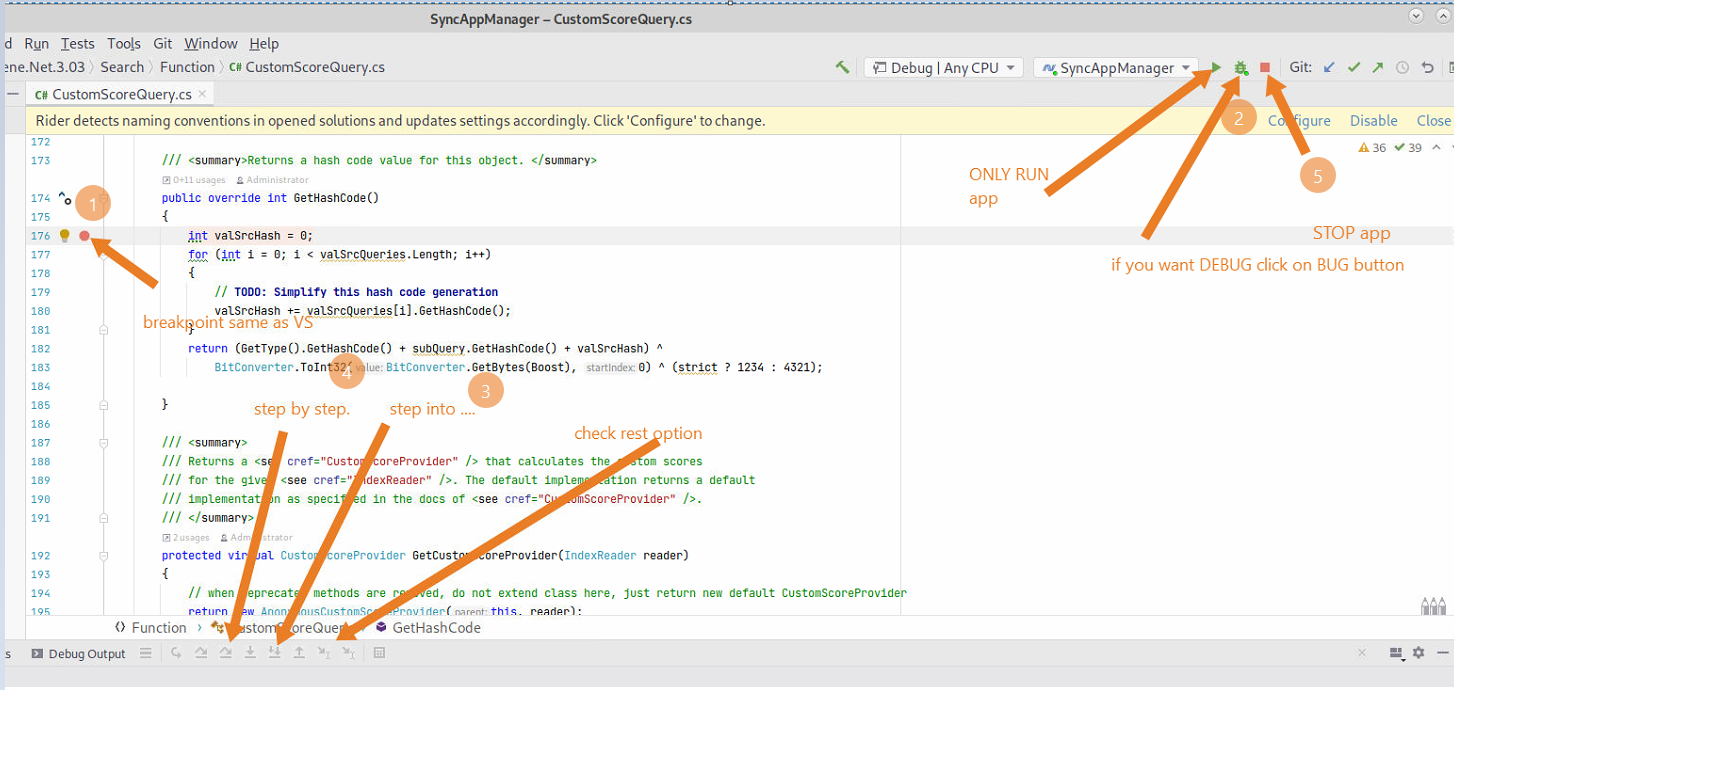 SyncAppManager – CustomScoreQuery.cs
d Run Tests Tools Git Window Help
ene.Net.3.03 〉 Search 〉 Function 〉 C# CustomScoreQuery.cs
Debug | Any CPU
SyncAppManager
Git:
C# CustomScoreQuery.cs ×
Rider detects naming conventions in opened solutions and updates settings accordingly. Click 'Configure' to change.
2
Configure Disable Close
172
36 39
173 /// <summary>Returns a hash code value for this object. </summary>
ONLY RUN
app
5
0+11 usages Administrator
174 public override int GetHashCode()
1
175 {
176 int valSrcHash = 0;
STOP app
177 for (int i = 0; i < valSrcQueries.Length; i++)
if you want DEBUG click on BUG button
178 {
179 // TODO: Simplify this hash code generation
180 valSrcHash += valSrcQueries[i].GetHashCode();
breakpoint same as VS
181 }
182 return (GetType().GetHashCode() + subQuery.GetHashCode() + valSrcHash) ^
183 BitConverter.ToInt32( value: BitConverter.GetBytes(Boost), startIndex: 0) ^ (strict ? 1234 : 4321);
4
184
3
185 }
step by step. step into ....
186
check rest option
187 /// <summary>
188 /// Returns a <see cref="CustomScoreProvider" /> that calculates the custom scores
189 /// for the given <see cref="IndexReader" />. The default implementation returns a default
190 /// implementation as specified in the docs of <see cref="CustomScoreProvider" />.
191 /// </summary>
2 usages Administrator
192 protected virtual CustomScoreProvider GetCustomScoreProvider(IndexReader reader)
193 {
194 // when deprecated methods are removed, do not extend class here, just return new default CustomScoreProvider
195 return new AnonymousCustomScoreProvider( parent: this, reader);
Function › CustomScoreQuery › GetHashCode
s Debug Output